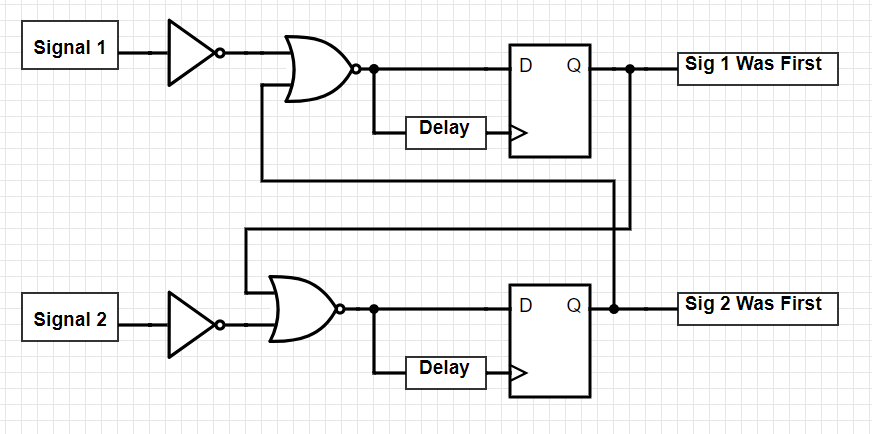 Signal 1
D
Q
Sig 1 Was First
Delay
Signal 2
D
Q
Sig 2 Was First
Delay